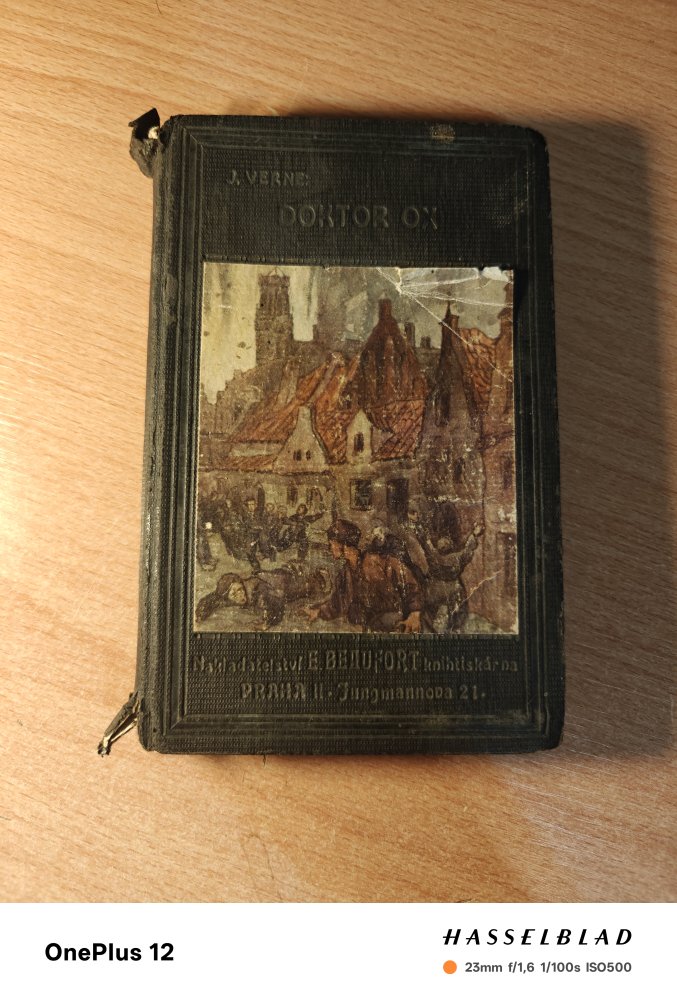 J. VERNE:
DOKTOR OX
Nakladatelství E. BEAUFORT knihtiskárna
PRAHA II. Jungmannova 21.
OnePlus 12
HASSELBLAD
23mm f/1,6 1/100s ISO500